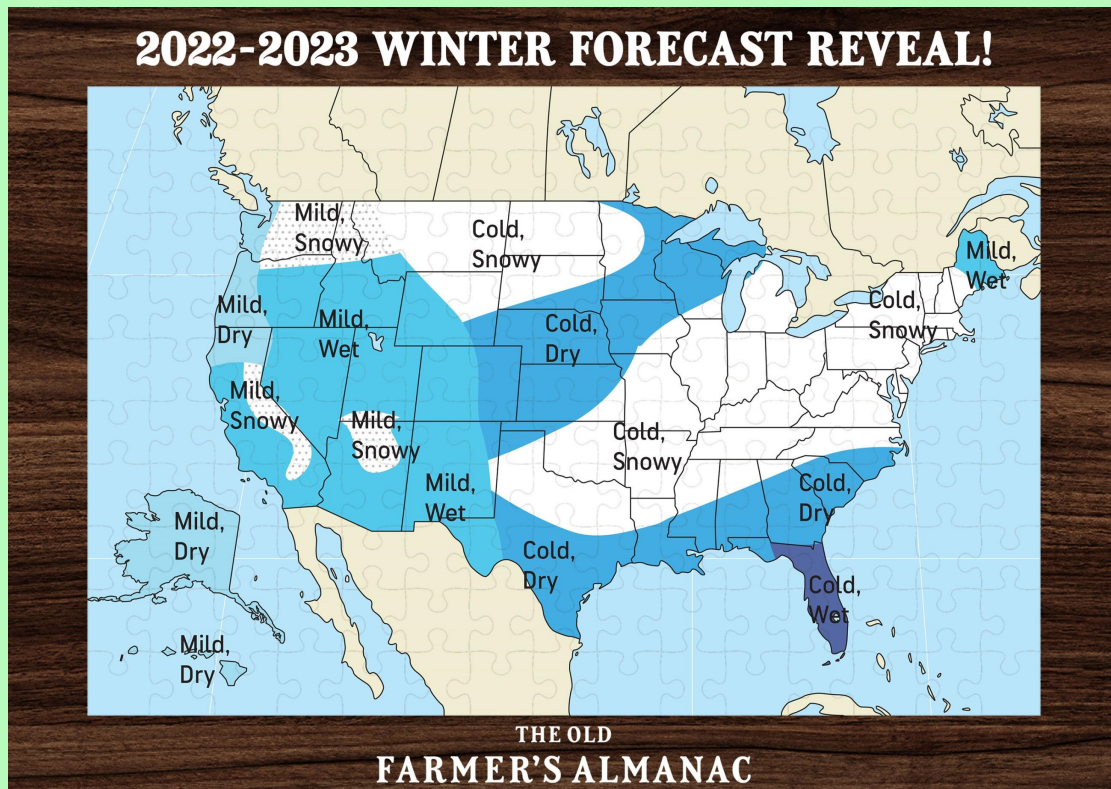 2022-2023 WINTER FORECAST REVEAL!
Mild,
Snowy
Cold,
Snowy
Mild,
Wet
Mild,
Dry
Mild,
Wet
Cold,
Dry
Cold,
Snowy
Mild,
Snowy
Mild,
Snowy
Cold,
Snowy
Mild,
Wet
Cold,
Dry
Mild,
Dry
Cold,
Dry
Cold,
Wet
Mild,
Dry
THE OLD
FARMER'S ALMANAC